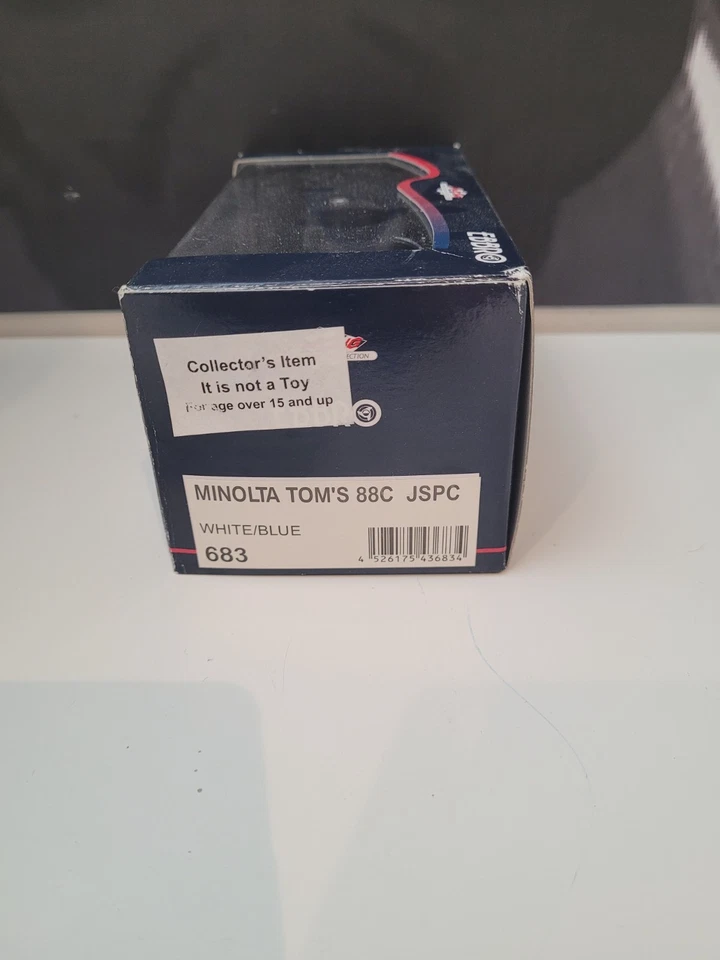 EBBRO
Collector's Item
It is not a Toy
For age over 15 and up
MINOLTA TOM'S 88C JSPC
WHITE/BLUE
683
4 526175 436834